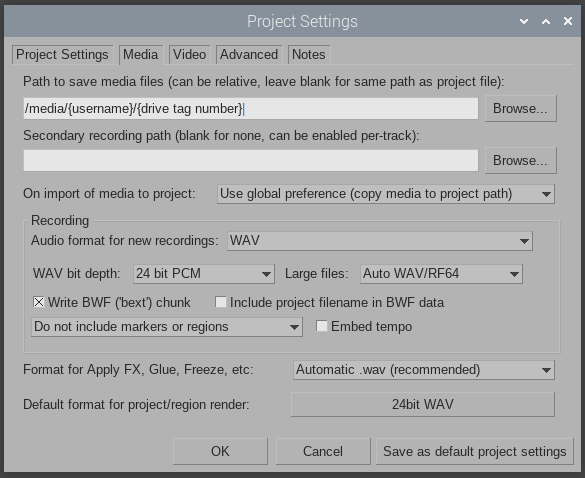 Project Settings
Project Settings Media Video Advanced Notes
Path to save media files (can be relative, leave blank for same path as project file):
/media/{username}/{drive tag number} Browse...
Secondary recording path (blank for none, can be enabled per-track):
Browse...
On import of media to project: Use global preference (copy media to project path)
Recording
Audio format for new recordings: WAV
WAV bit depth: 24 bit PCM Large files: Auto WAV/RF64
Write BWF ('bext') chunk Include project filename in BWF data
Do not include markers or regions Embed tempo
Format for Apply FX, Glue, Freeze, etc: Automatic .wav (recommended)
Default format for project/region render: 24bit WAV
OK Cancel Save as default project settings